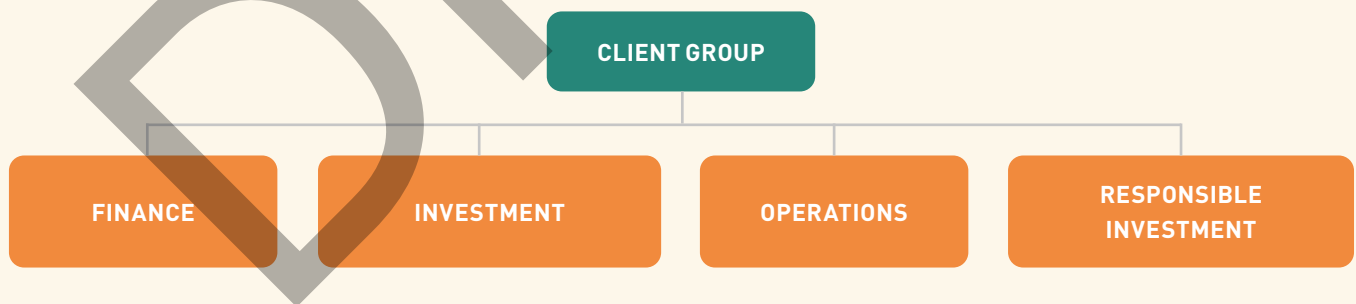 CLIENT GROUP
FINANCE
INVESTMENT
OPERATIONS
RESPONSIBLE
INVESTMENT